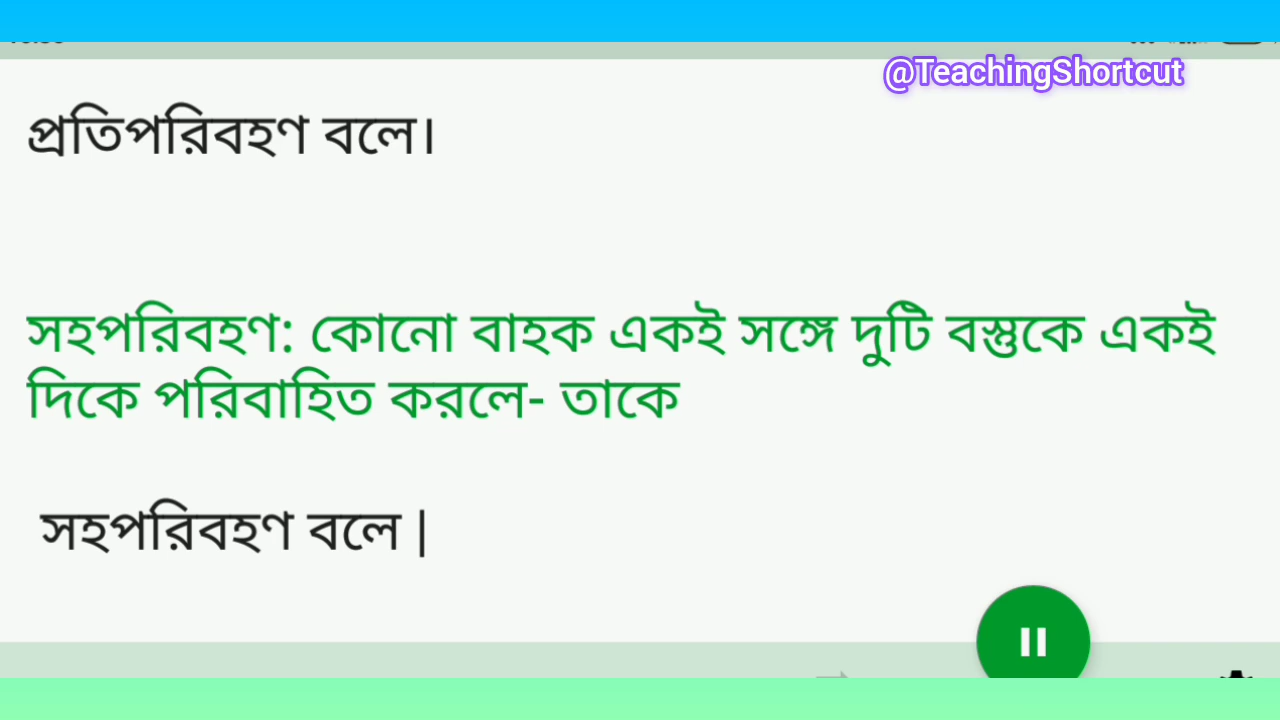 @TeachingShortcut
প্রতিপরিবহণ বলে।
সহপরিবহণ: কোনো বাহক একই সঙ্গে দুটি বস্তুকে একই
দিকে পরিবাহিত করলে- তাকে
সহপরিবহণ বলে |